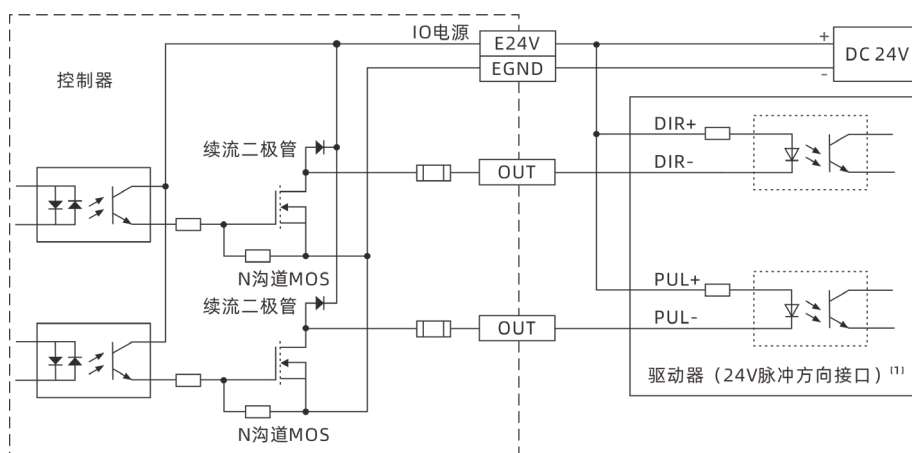 IO电源
E24V
+
DC 24V
EGND
-
控制器
DIR+
续流二极管
DIR-
OUT
N沟道MOS
PUL+
续流二极管
PUL-
OUT
驱动器（24V脉冲方向接口）[1]
N沟道MOS